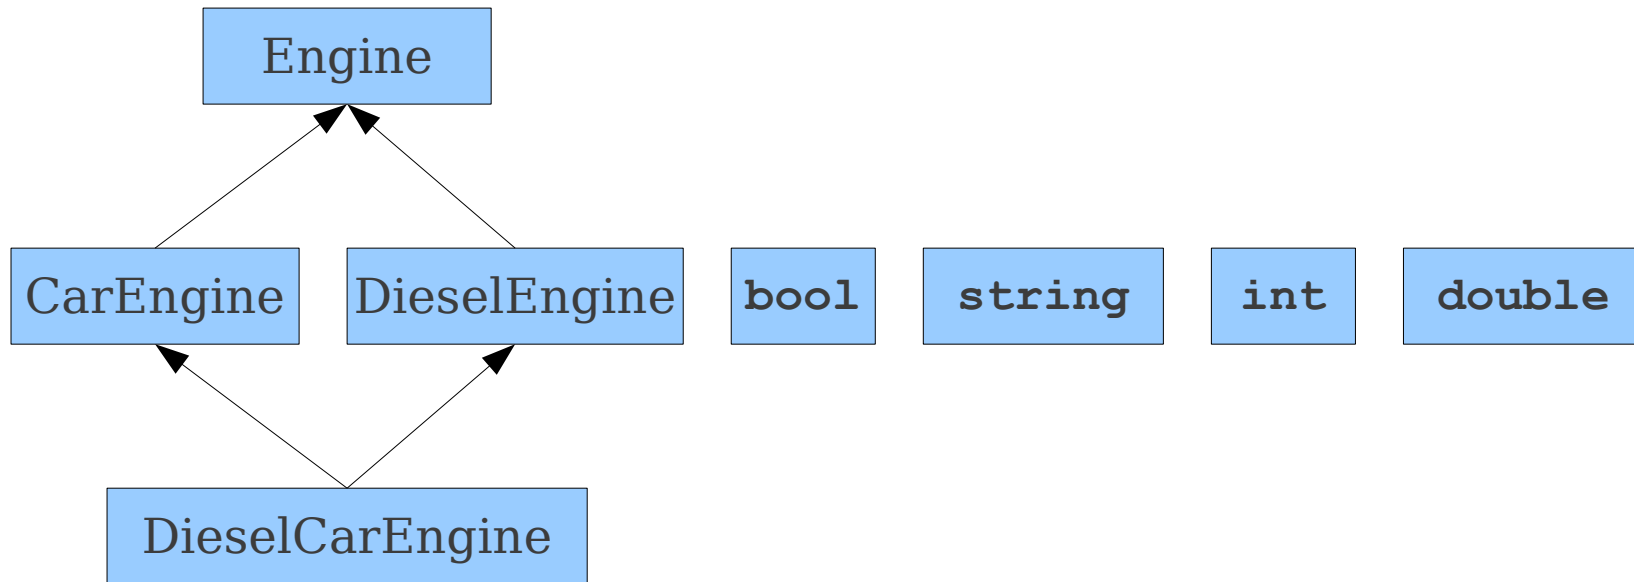 Engine
CarEngine
DieselEngine
bool
string
int
double
DieselCarEngine